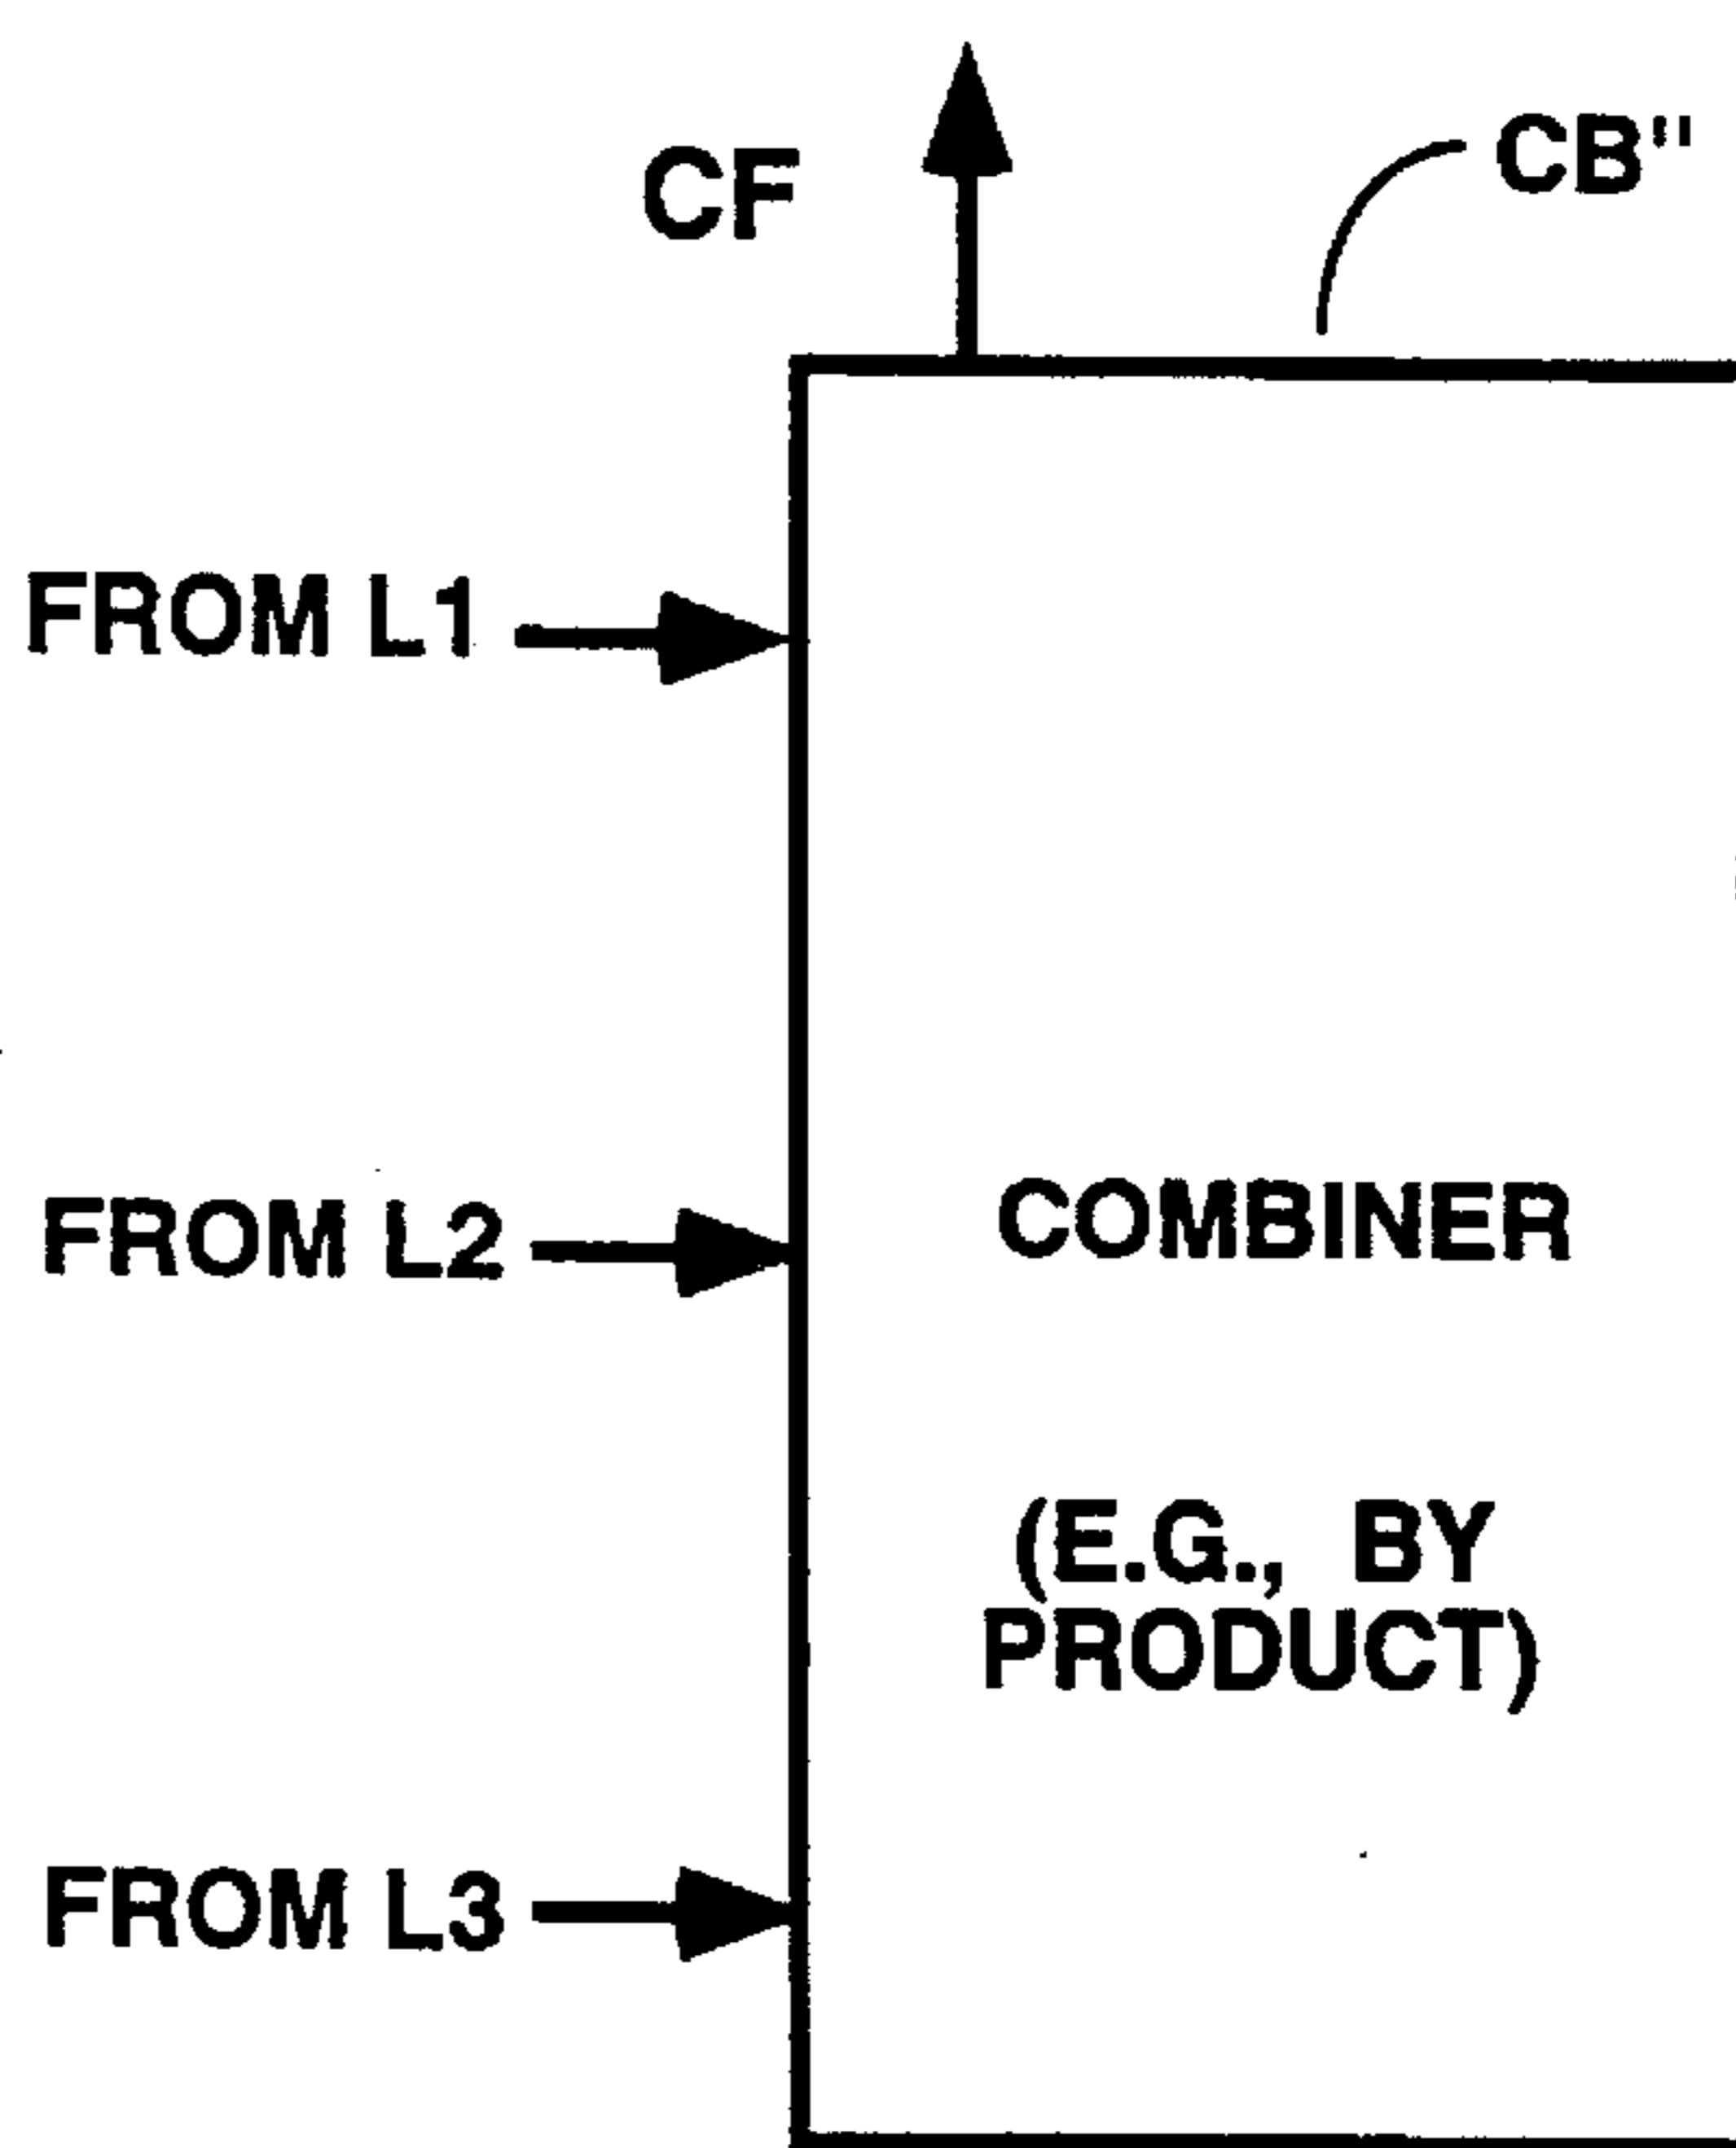 CF
CB"
FROM L1
FROM L2
COMBINER
(E.G., BY
PRODUCT)
FROM L3